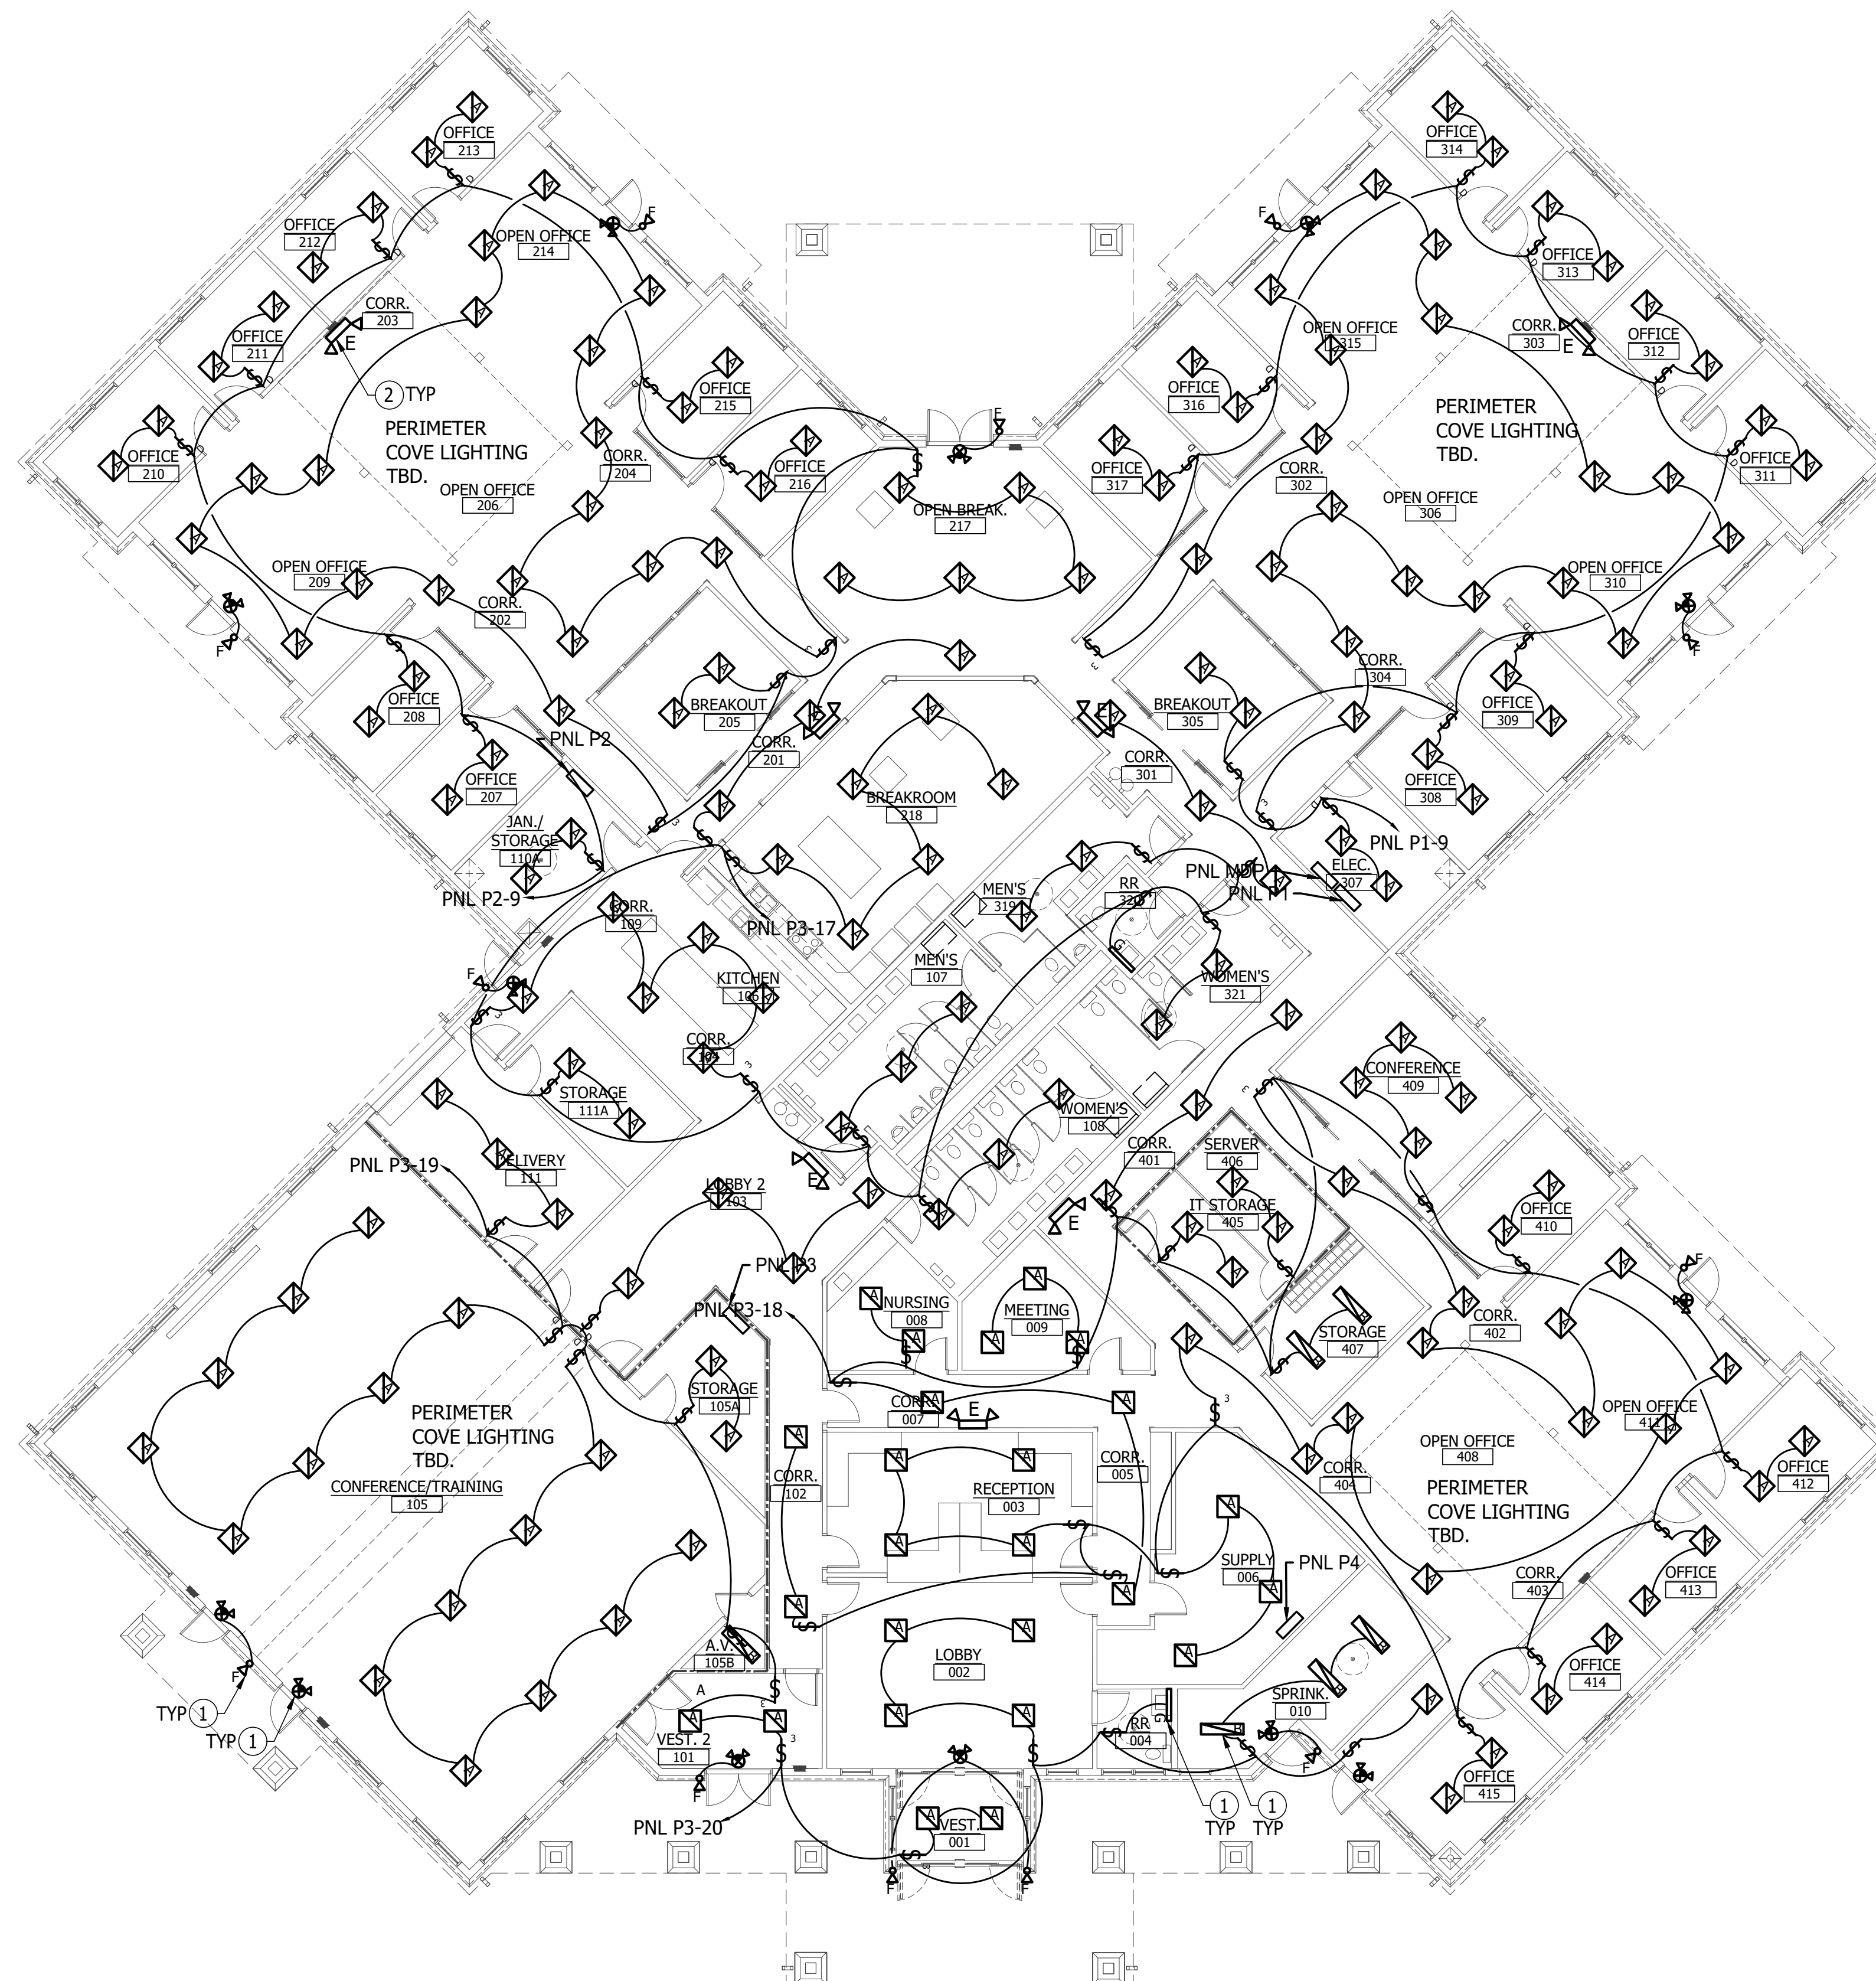 OFFICE
213
OFFICE
314
OFFICE
212
OPEN OFFICE
214
F
F
OFFICE
313
CORR.
203
E
OFFICE
211
2 TYP
OPEN OFFICE
315
CORR.
303
E
OFFICE
312
OFFICE
215
OFFICE
316
PERIMETER
COVE LIGHTING
TBD.
PERIMETER
COVE LIGHTING
TBD.
OFFICE
210
CORR.
204
OFFICE
216
F
OFFICE
317
CORR.
302
OFFICE
311
OPEN OFFICE
206
OPEN BREAK.
217
OPEN OFFICE
306
OPEN OFFICE
209
CORR.
202
OPEN OFFICE
310
F
F
OFFICE
208
BREAKOUT
205
BREAKOUT
305
CORR.
304
OFFICE
309
PNL P2
CORR.
201
E
E
CORR.
301
OFFICE
207
BREAKROOM
218
OFFICE
308
JAN./
STORAGE
110A
PNL P1-9
PNL P2-9
PNL MDP
PNL P1
ELEC.
307
CORR.
109
PNL P3-17
MEN'S
319
RR
320
G
F
KITCHEN
106
MEN'S
107
WOMEN'S
321
CORR.
104
STORAGE
111A
WOMEN'S
108
CONFERENCE
409
PNL P3-19
DELIVERY
111
LOBBY 2
103
E
CORR.
401
SERVER
406
E
IT STORAGE
405
OFFICE
410
PNL P3
PNL P3-18
NURSING
008
MEETING
009
STORAGE
407
CORR.
402
F
STORAGE
105A
CORR.
007
E
PERIMETER
COVE LIGHTING
TBD.
CONFERENCE/TRAINING
105
CORR.
102
RECEPTION
003
CORR.
005
CORR.
404
OPEN OFFICE
408
OPEN OFFICE
411
OFFICE
412
PERIMETER
COVE LIGHTING
TBD.
SUPPLY
006
PNL P4
CORR.
403
OFFICE
413
A.V.
105B
LOBBY
002
OFFICE
414
F
TYP 1
TYP 1
A
3
3
VEST. 2
101
F
RR
004
G
SPRINK.
010
B
F
OFFICE
415
PNL P3-20
VEST.
001
F
F
1
TYP
1
TYP